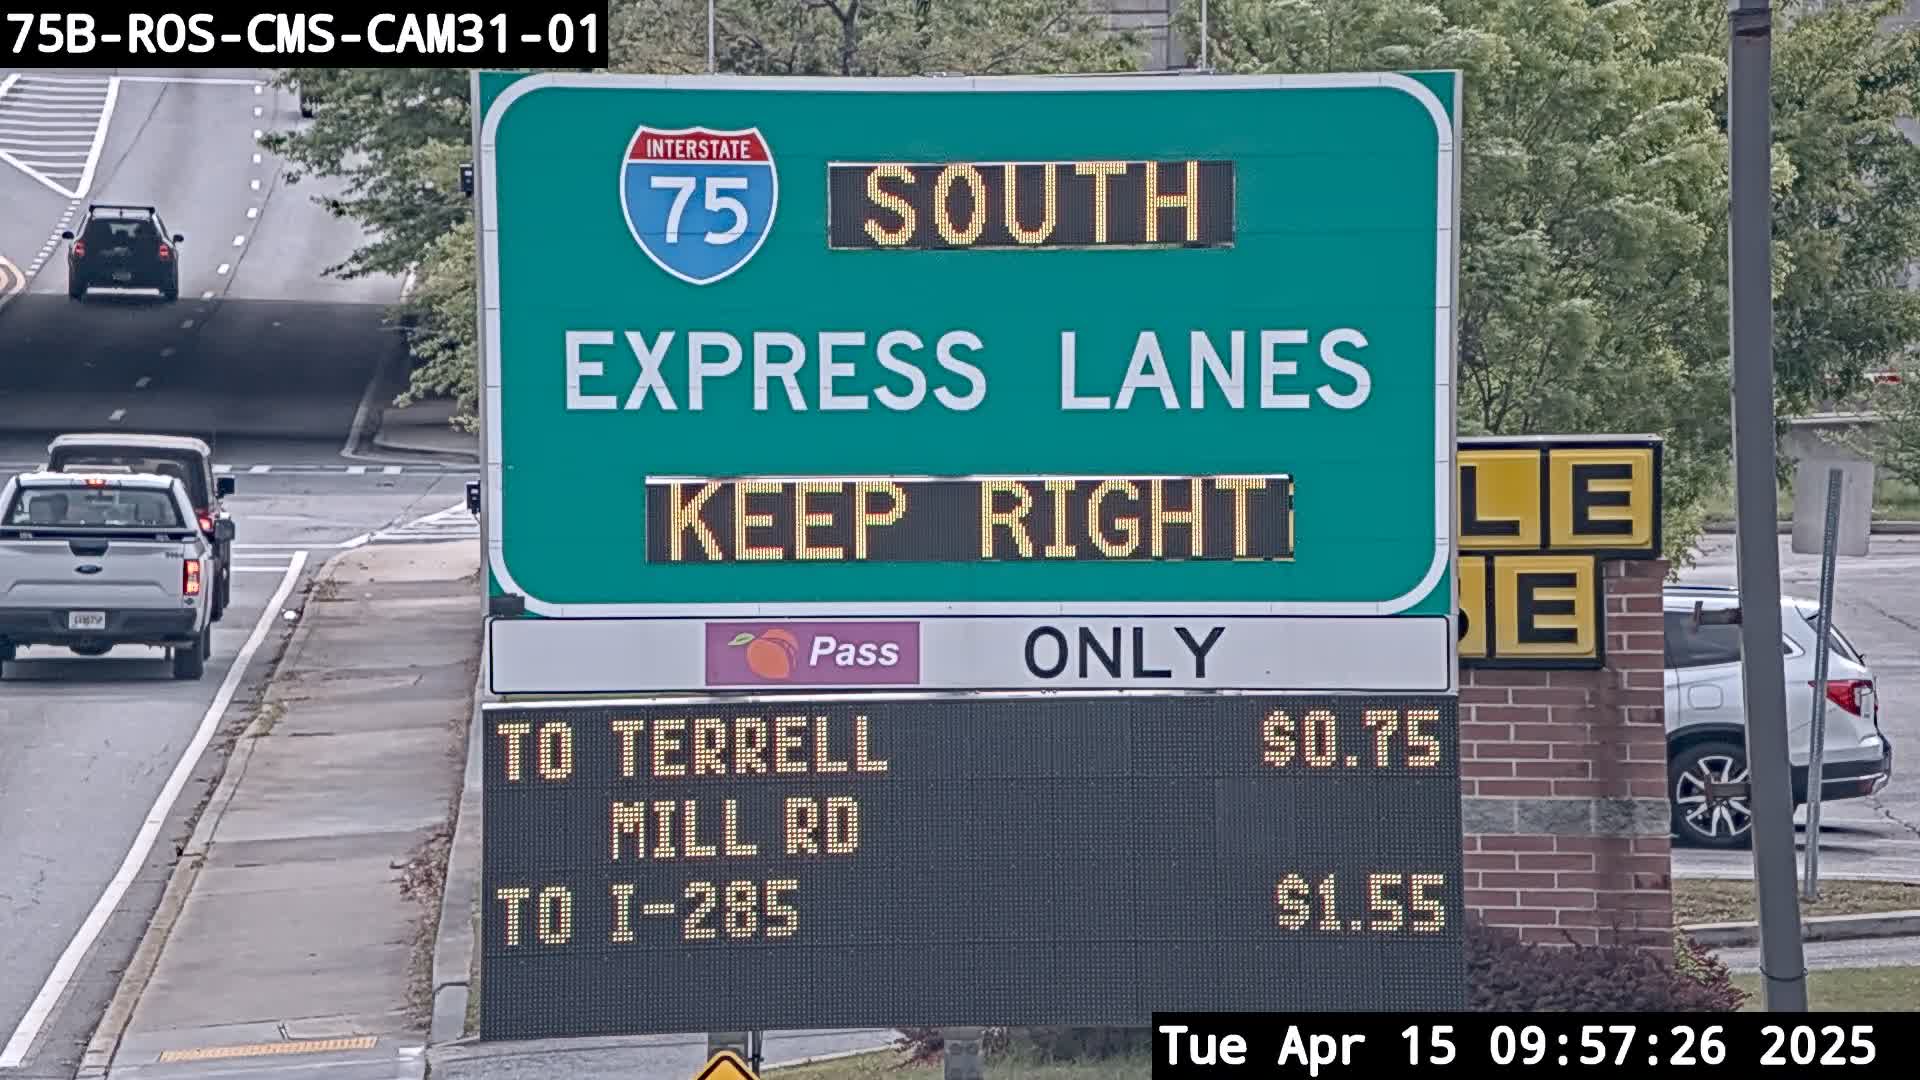 75B-ROS-CMS-CAM31-01
INTERSTATE
75
SOUTH
EXPRESS LANES
KEEP RIGHT
Pass ONLY
TO TERRELL $0.75
MILL RD
TO I-285 $1.55
LE
E
Tue Apr 15 09:57:26 2025